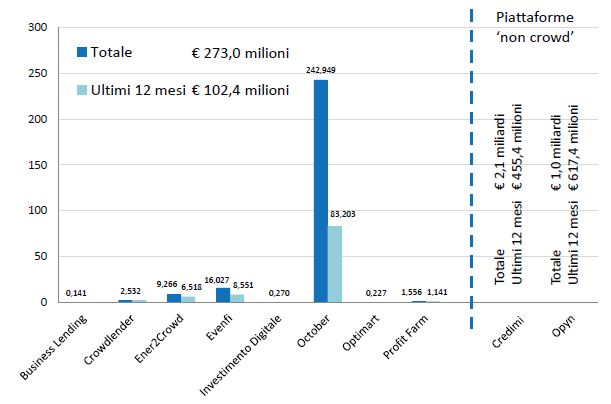 Piattaforme
'non crowd'
300
250
200
150
100
50
0
Totale € 273,0 milioni
Ultimi 12 mesi € 102,4 milioni
0,141
2,532
9,266
6,518
16,027
8,551
0,270
242,949
83,203
0,227
1,556
1,141
Totale € 2,1 miliardi
Ultimi 12 mesi € 455,4 milioni
Totale € 1,0 miliardi
Ultimi 12 mesi € 617,4 milioni
Business Lending
Crowdlender
Ener2Crowd
Evenfi
Investimento Digitale
October
Optimart
Profit Farm
Credimi
Opyn